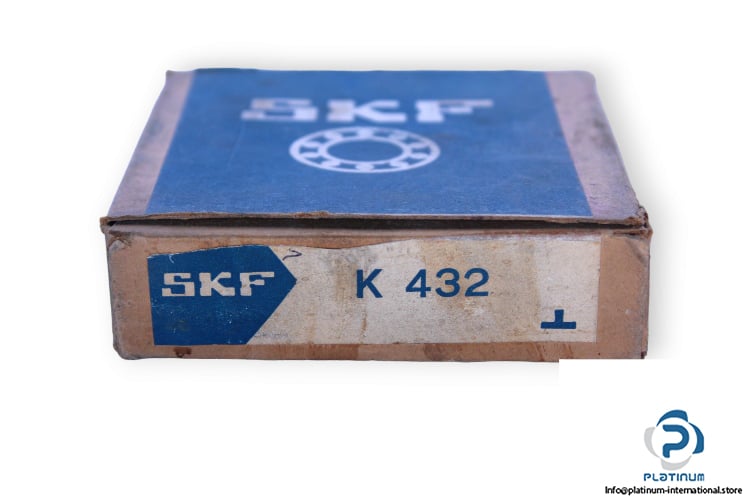 SKF
SKF
K 432
T
PLATINUM
Info@platinum-international.store